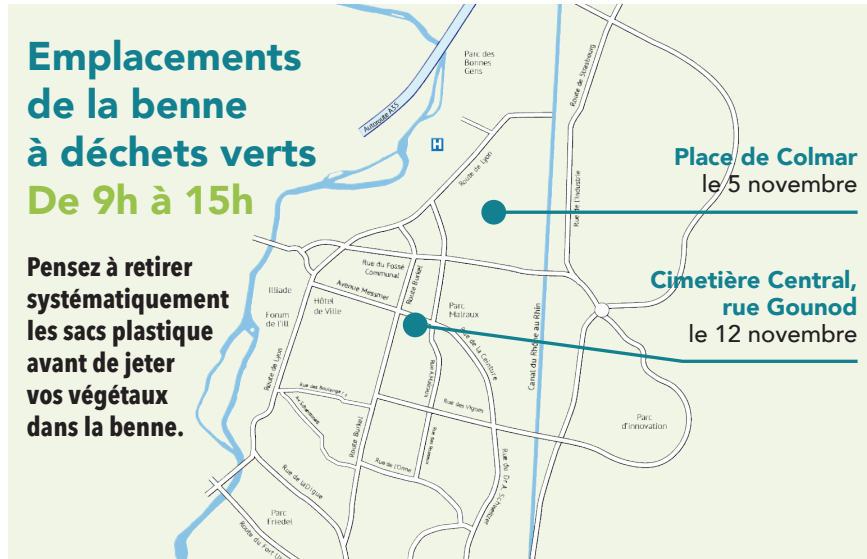 Emplacements
de la benne
à déchets verts
De 9h à 15h
Pensez à retirer
systématiquement
les sacs plastique
avant de jeter
vos végétaux
dans la benne.
Place de Colmar
le 5 novembre
Cimetière Central,
rue Gounod
le 12 novembre
Autoroute A35
Parc des
Bonnes
Gens
Route de Strasbourg
H
Route de Lyon
Rue de l'Industrie
Rue du Fossé
Communal
Route Burkel
Avenue Messmer
Illiade
Hôtel
de Ville
Forum
de l'Ill
Parc
Malraux
Rue de la Ceinture
Canal du Rhône au Rhin
Route de Lyon
Rue des Vignes
Parc
d'innovation
Route Burkel
Rue de l'Orme
Rue du Dr A. Schweitzer
Rue de la Digue
Parc
Friedel
Route du Fort